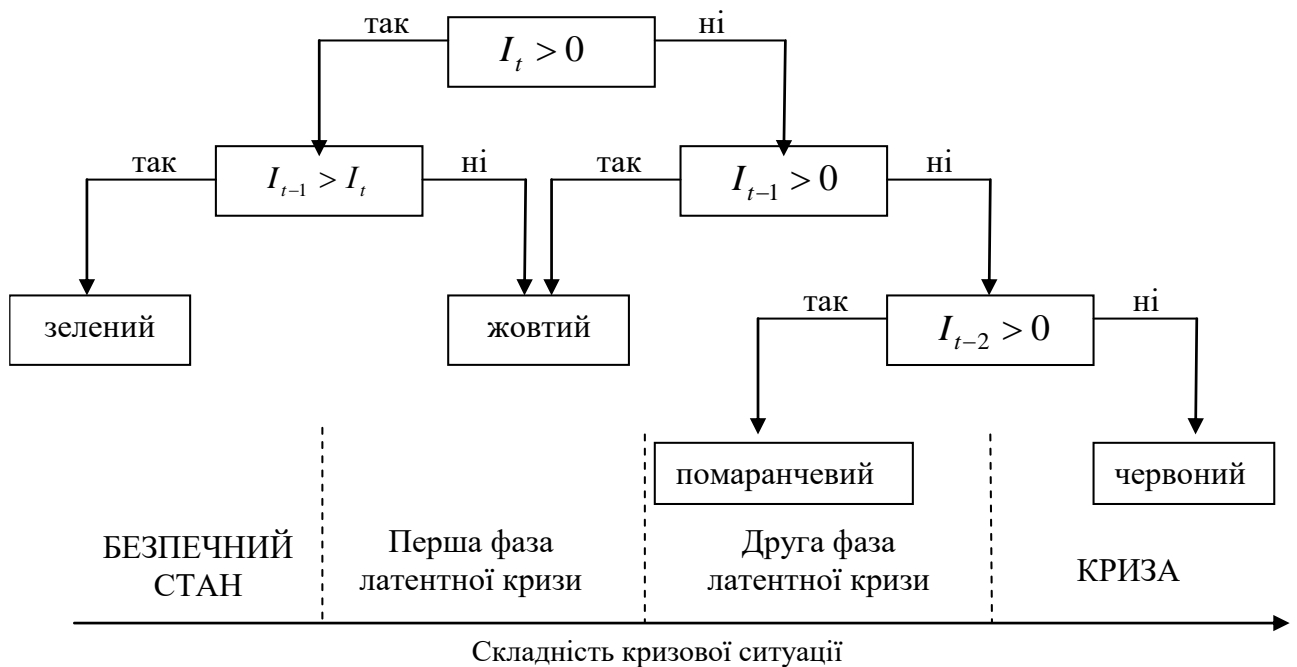 так
I_t > 0
ні
так
I_{t-1} > I_t
ні
так
I_{t-1} > 0
ні
зелений
жовтий
так
I_{t-2} > 0
ні
помаранчевий
червоний
БЕЗПЕЧНИЙ
СТАН
Перша фаза
латентної кризи
Друга фаза
латентної кризи
КРИЗА
Складність кризової ситуації